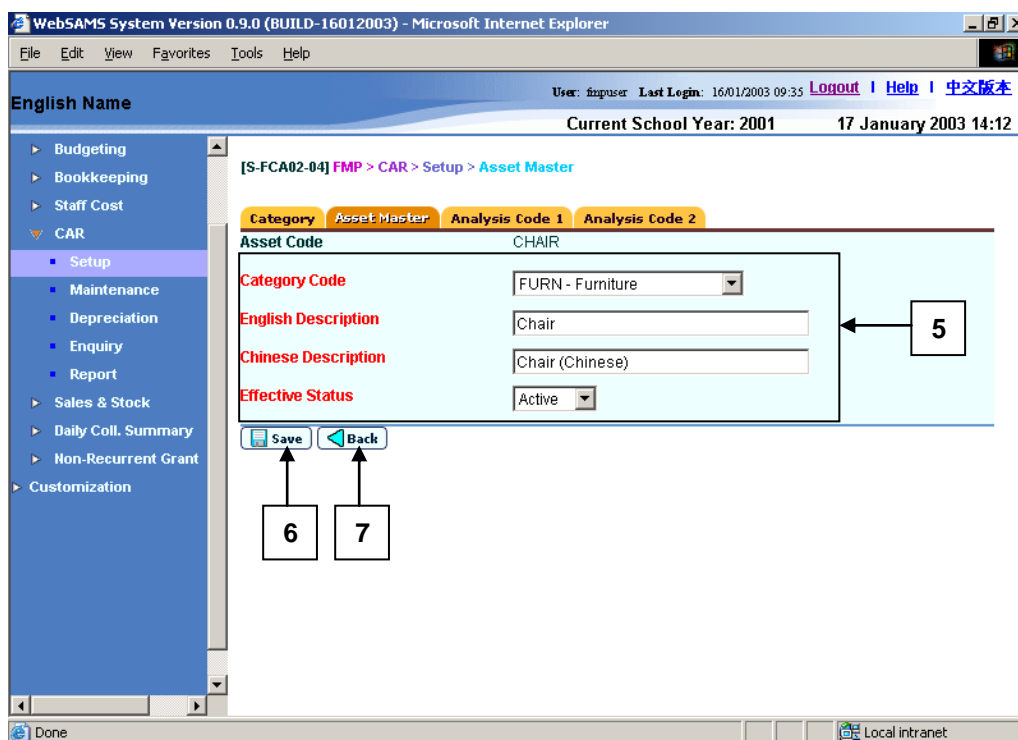 WebSAMS System Version 0.9.0 (BUILD-16012003) - Microsoft Internet Explorer
File Edit View Favorites Tools Help
English Name
User: fmpuser Last Login: 16/01/2003 09:35 Logout | Help | 中文版本
Current School Year: 2001 17 January 2003 14:12
Budgeting
Bookkeeping
Staff Cost
CAR
Setup
Maintenance
Depreciation
Enquiry
Report
Sales & Stock
Daily Coll. Summary
Non-Recurrent Grant
Customization
[S-FCA02-04] FMP > CAR > Setup > Asset Master
Category Asset Master Analysis Code 1 Analysis Code 2
Asset Code CHAIR
Category Code FURN - Furniture
English Description Chair
Chinese Description Chair (Chinese)
Effective Status Active
5
Save Back
6 7
Done Local intranet